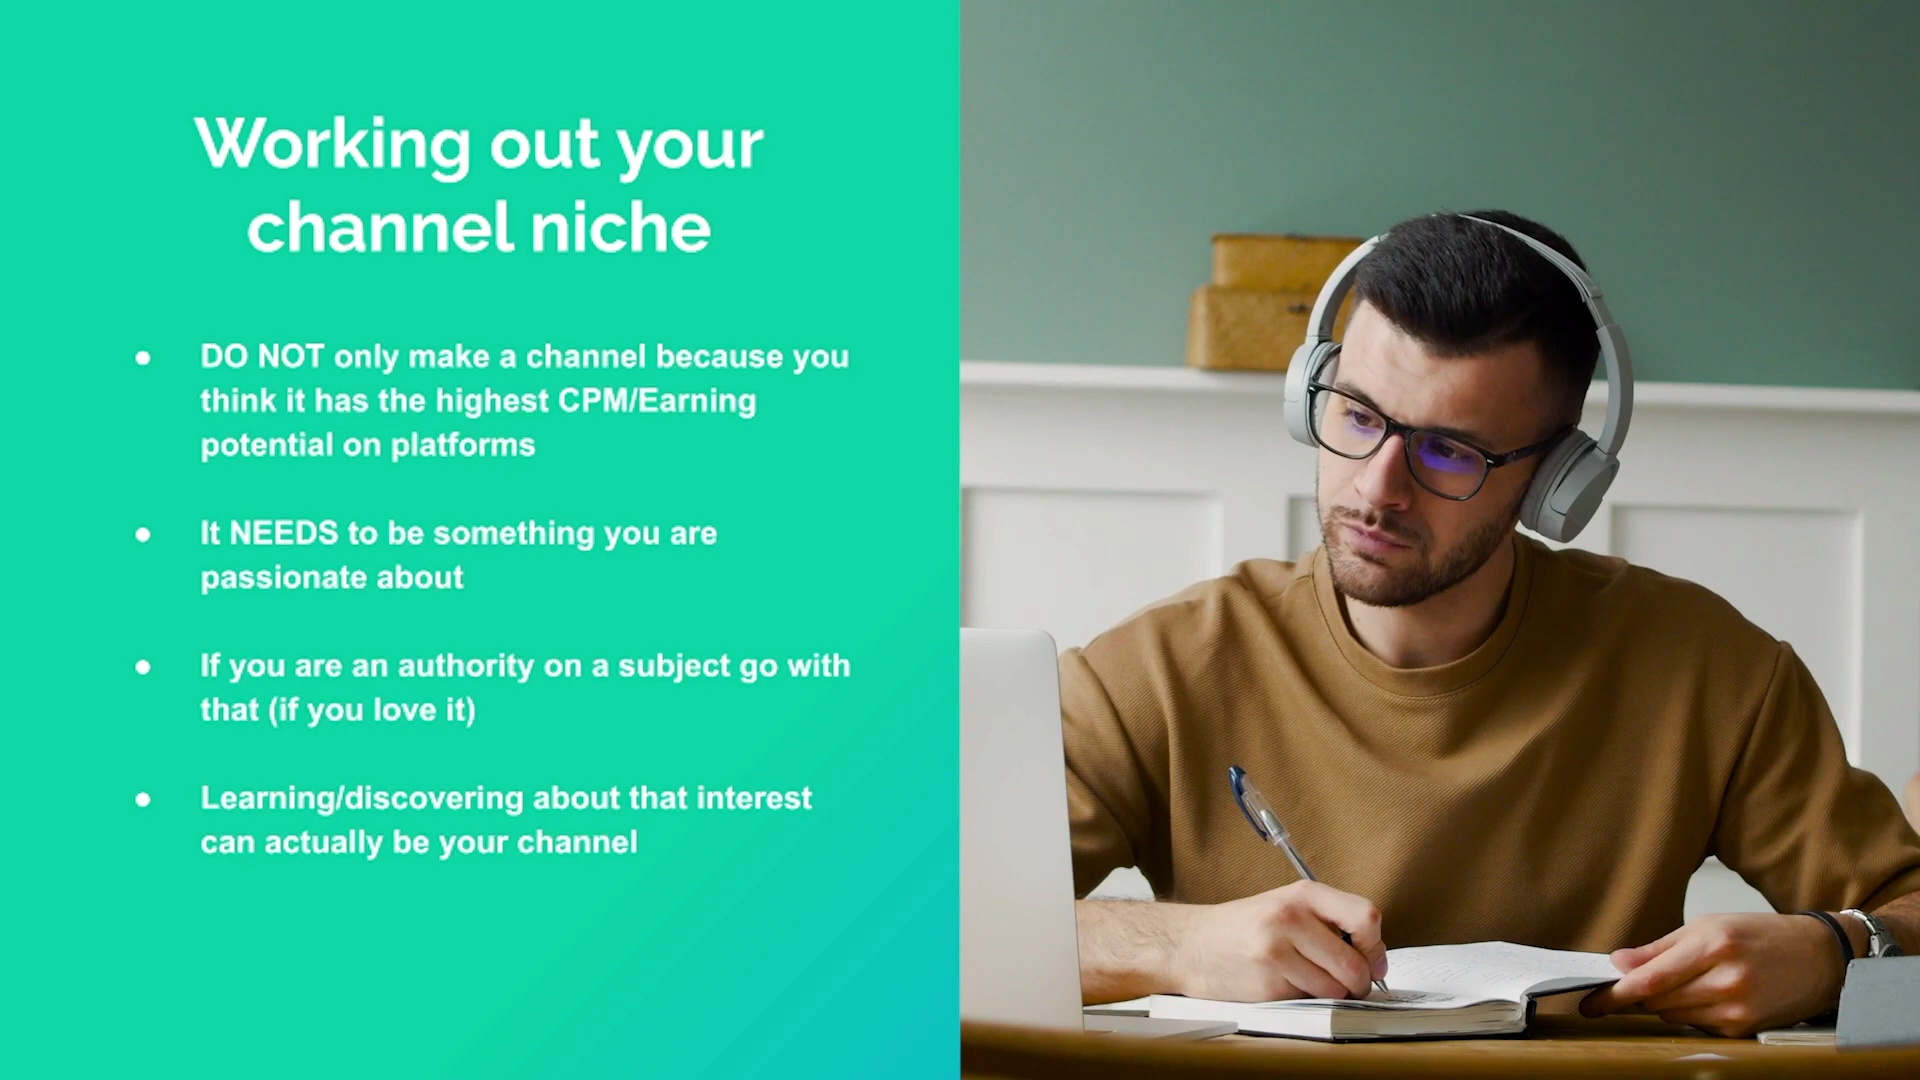 Working out your
channel niche
● DO NOT only make a channel because you
think it has the highest CPM/Earning
potential on platforms
● It NEEDS to be something you are
passionate about
● If you are an authority on a subject go with
that (if you love it)
● Learning/discovering about that interest
can actually be your channel